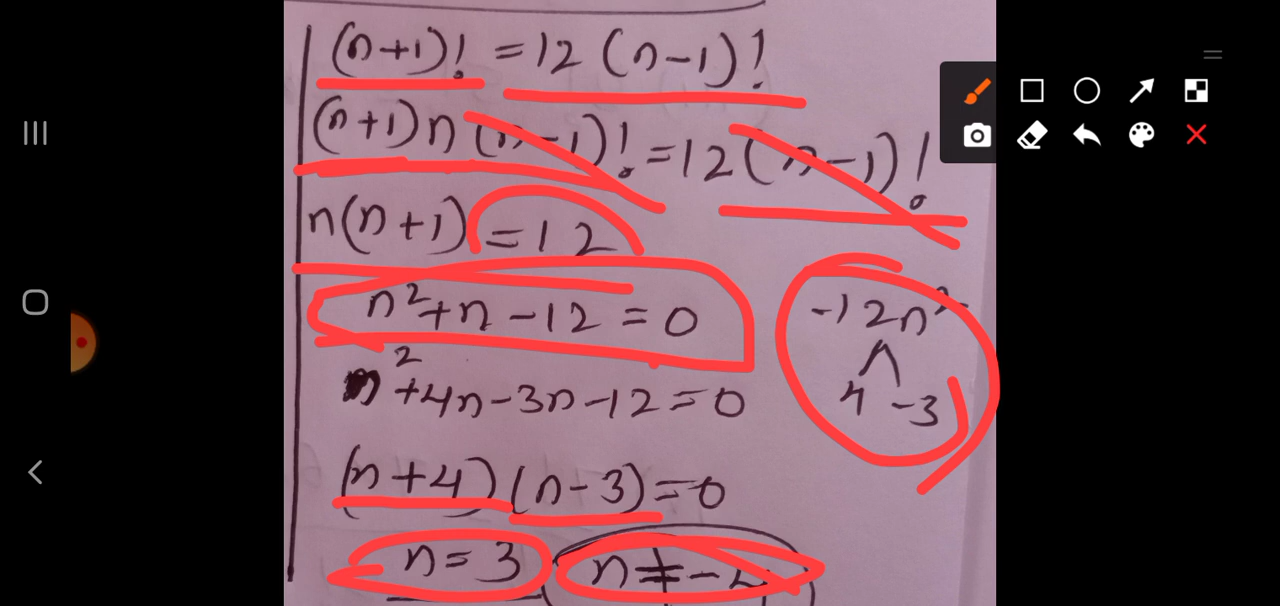 (n+1)! = 12 (n-1)!
(n+1) n (n-1)! = 12 (n-1)!
n(n+1) = 12
n²+n-12 = 0
-12n²
4 -3
n²+4n-3n-12=0
(n+4) (n-3)=0
n=3 n≠-4